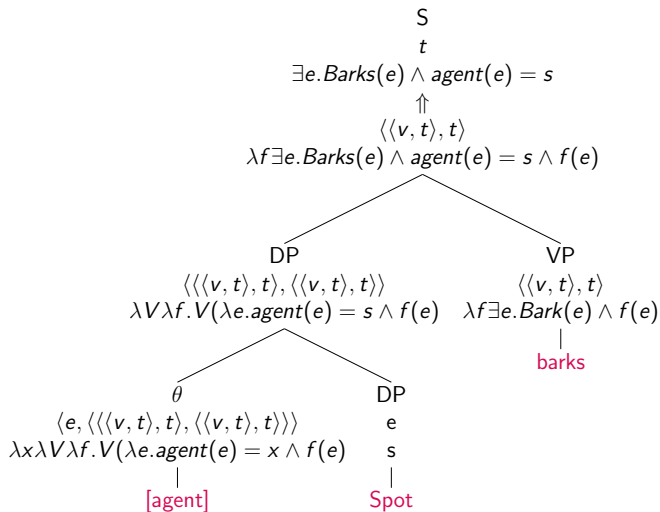 S
t
∃e.Barks(e) ∧ agent(e) = s
⇑
⟨⟨v, t⟩, t⟩
λf∃e.Barks(e) ∧ agent(e) = s ∧ f(e)
DP VP
⟨⟨⟨v, t⟩, t⟩, ⟨⟨v, t⟩, t⟩⟩ ⟨⟨v, t⟩, t⟩
λVλf.V(λe.agent(e) = s ∧ f(e) λf∃e.Bark(e) ∧ f(e)
barks
θ DP
⟨e, ⟨⟨⟨v, t⟩, t⟩, ⟨⟨v, t⟩, t⟩⟩⟩ e
λxλVλf.V(λe.agent(e) = x ∧ f(e) s
[agent] Spot